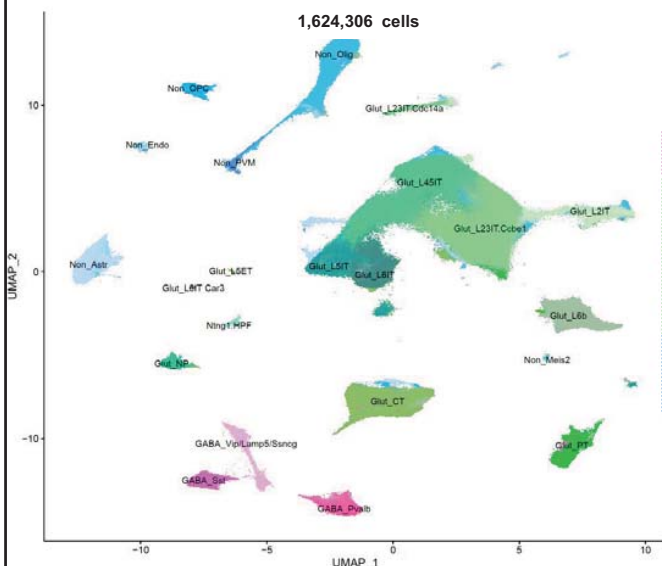 1,624,306 cells
Non_Olig
10
Non_OPC
Glut_L23IT.Cdc14a
Non_Endo
Non_PVM
Glut_L45IT
Glut_L2IT
Glut_L23IT.Ccbe1
UMAP_2
0
Non_Astr
Glut_L5ET
Glut_L5IT
Glut_L6IT
Glut_L6IT Car3
Glut_L6b
Ntng1.HPF
Glut_NP
Non_Meis2
Glut_CT
−10
GABA_Vip/Lamp5/Ssncg
Glut_PT
GABA_Sst
GABA_Pvalb
−10
−5
0
5
10
UMAP_1